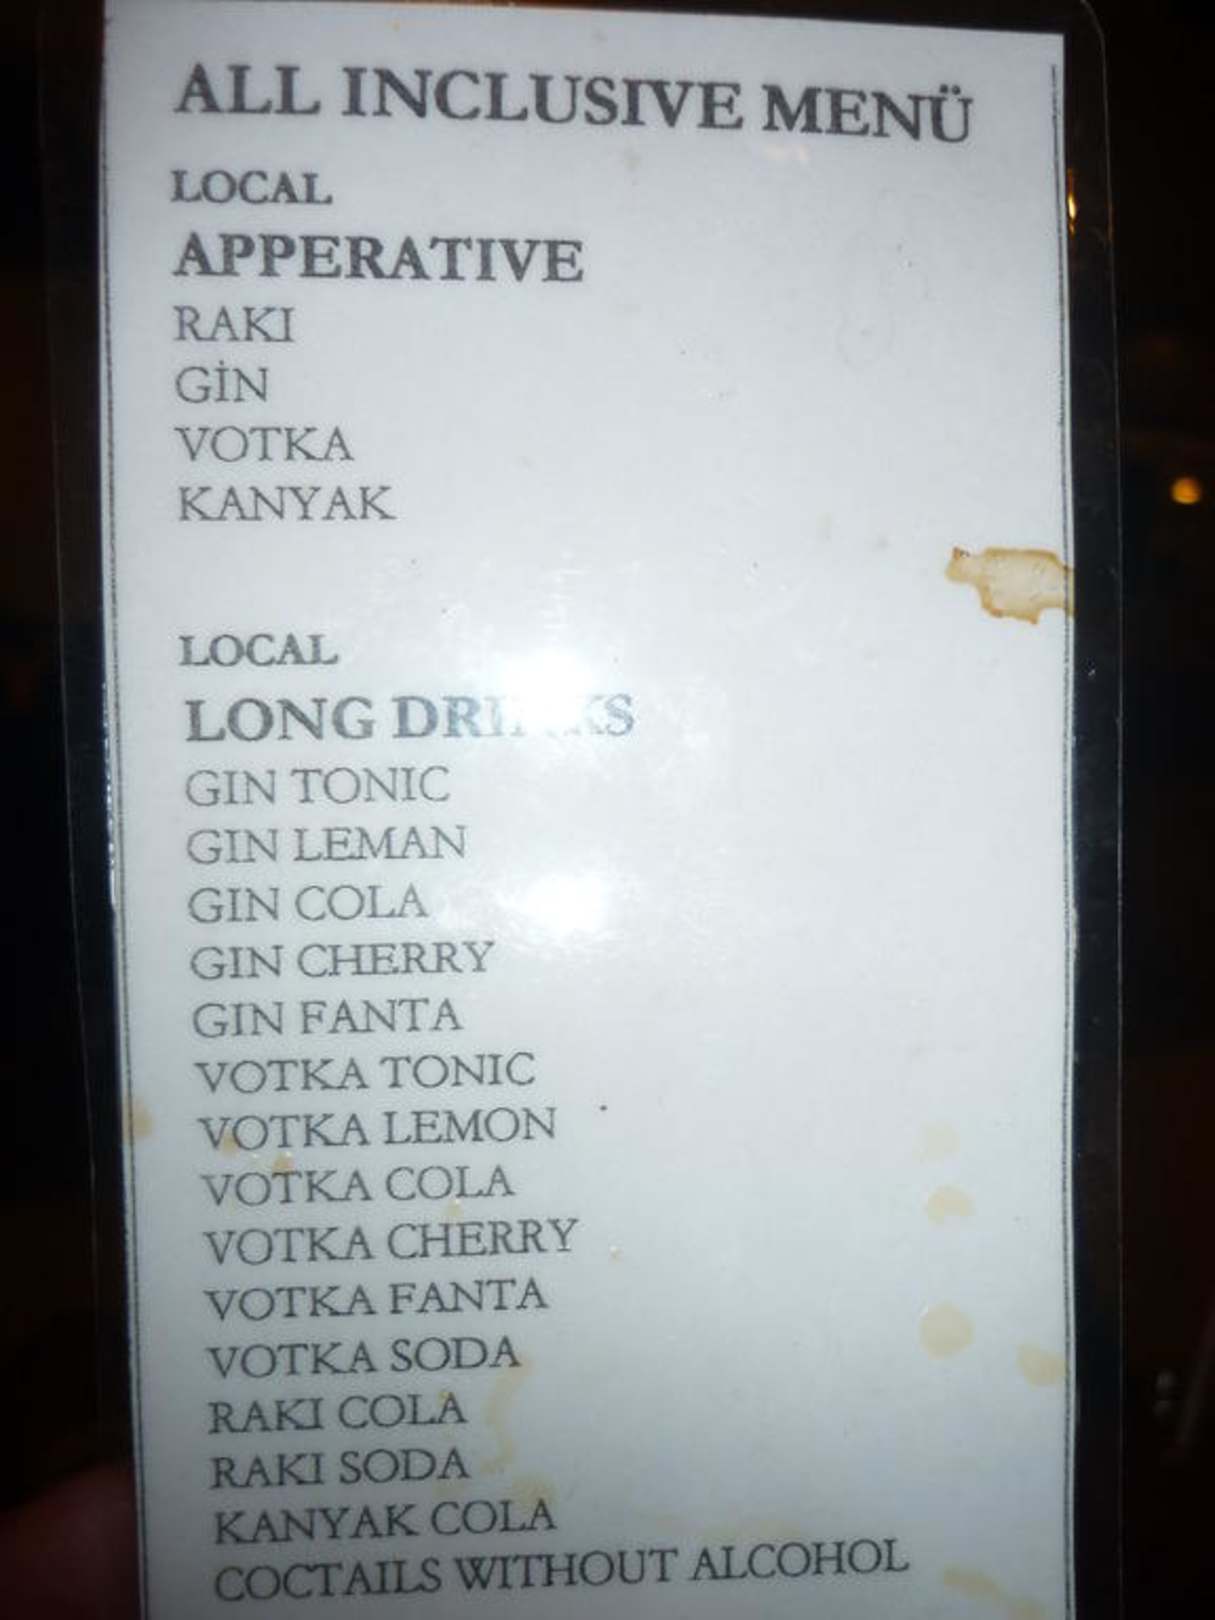 ALL INCLUSIVE MENÜ
LOCAL
APPERATIVE
RAKI
GİN
VOTKA
KANYAK
LOCAL
LONG DRINKS
GIN TONIC
GIN LEMAN
GIN COLA
GIN CHERRY
GIN FANTA
VOTKA TONIC
VOTKA LEMON
VOTKA COLA
VOTKA CHERRY
VOTKA FANTA
VOTKA SODA
RAKI COLA
RAKI SODA
KANYAK COLA
COCTAILS WITHOUT ALCOHOL